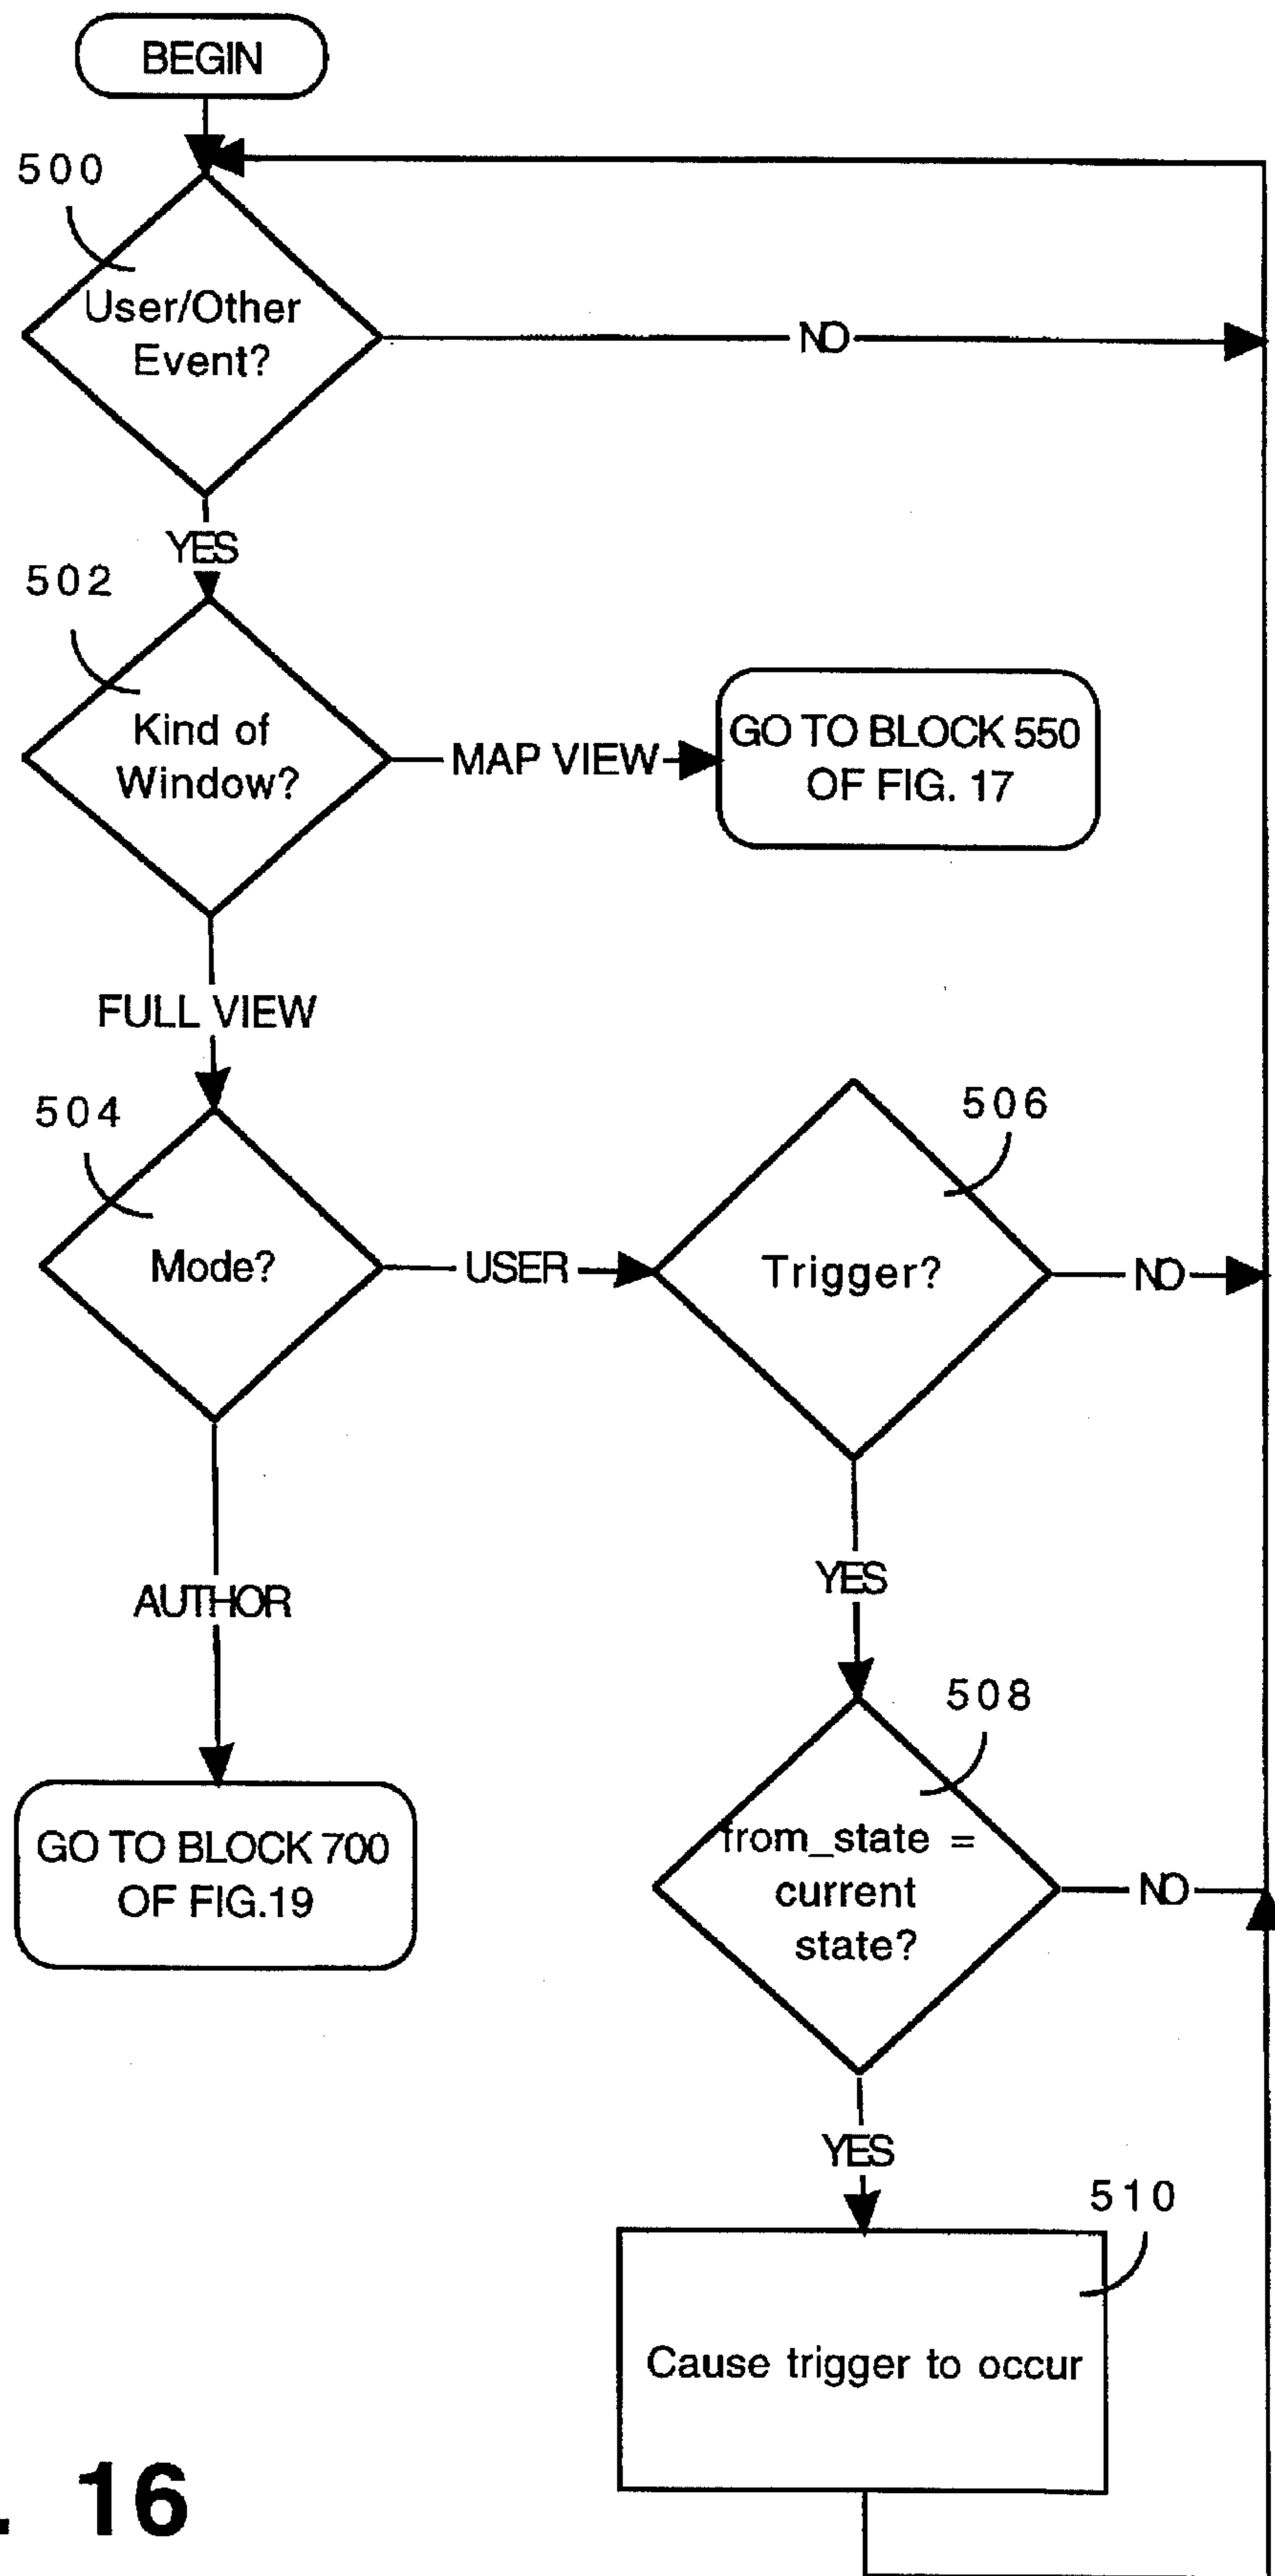 BEGIN
500
User/Other
Event?
NO
YES
502
Kind of
Window?
MAP VIEW
GO TO BLOCK 550
OF FIG. 17
FULL VIEW
504
Mode?
USER
506
Trigger?
NO
AUTHOR
YES
GO TO BLOCK 700
OF FIG.19
508
from_state =
current
state?
NO
YES
510
Cause trigger to occur
. 16